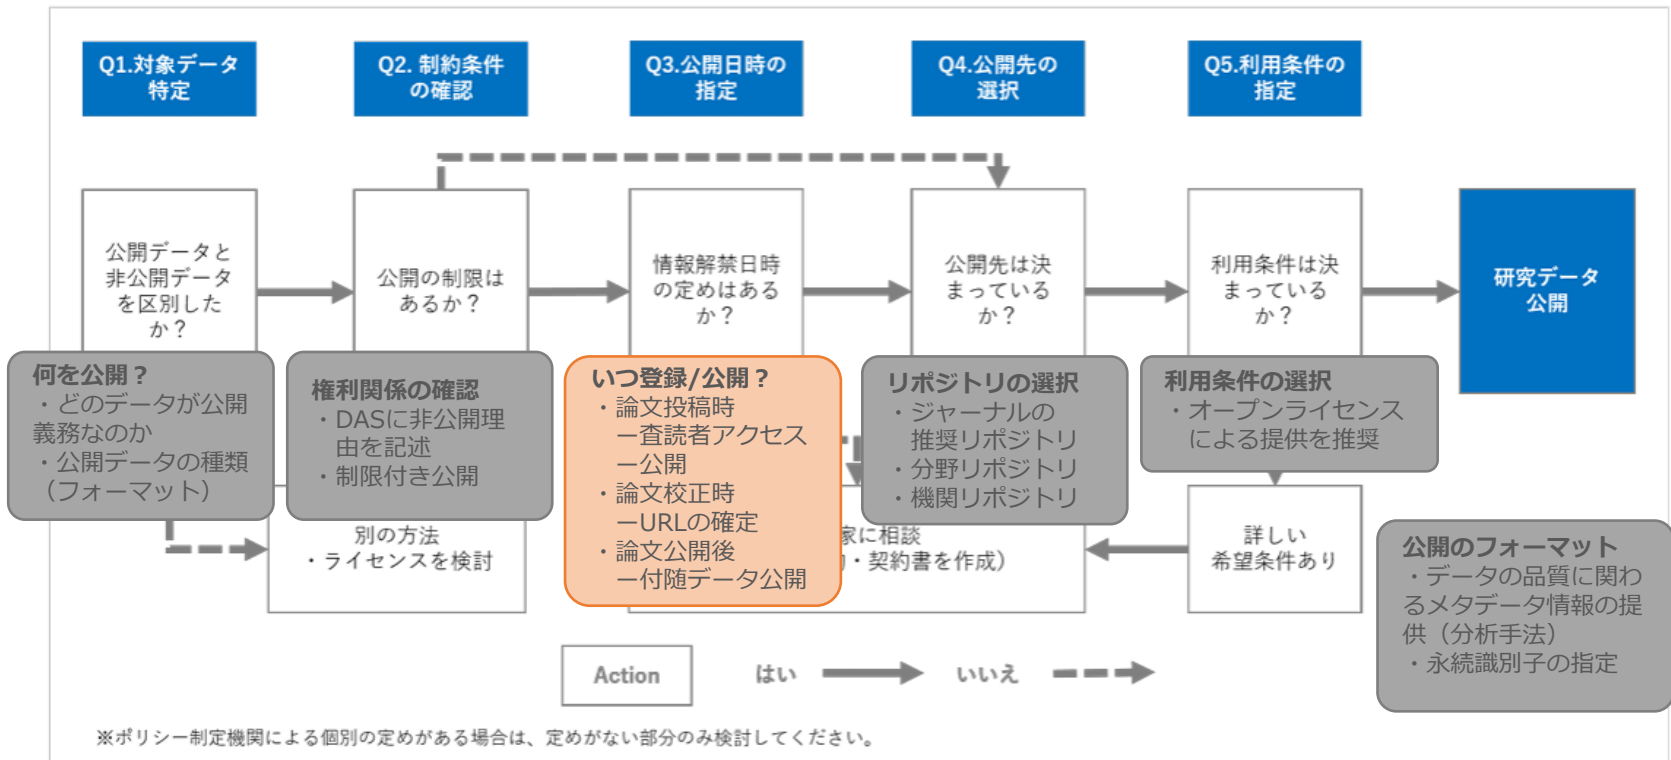 Q1.対象データ
特定
Q2. 制約条件
の確認
Q3.公開日時の
指定
Q4.公開先の
選択
Q5.利用条件の
指定
公開データと
非公開データ
を区別した
か？
公開の制限は
あるか？
情報解禁日時
の定めはある
か？
公開先は決
まっている
か？
利用条件は決
まっている
か？
研究データ
公開
何を公開？
・どのデータが公開
義務なのか
・公開データの種類
（フォーマット）
権利関係の確認
・DASに非公開理
由を記述
・制限付き公開
いつ登録/公開？
・論文投稿時
ー査読者アクセス
ー公開
・論文校正時
ーURLの確定
・論文公開後
ー付随データ公開
リポジトリの選択
・ジャーナルの
推奨リポジトリ
・分野リポジトリ
・機関リポジトリ
利用条件の選択
・オープンライセンス
による提供を推奨
別の方法
・ライセンスを検討
家に相談
・契約書を作成）
詳しい
希望条件あり
公開のフォーマット
・データの品質に関わ
るメタデータ情報の提
供（分析手法）
・永続識別子の指定
Action
はい
いいえ
※ポリシー制定機関による個別の定めがある場合は、定めがない部分のみ検討してください。